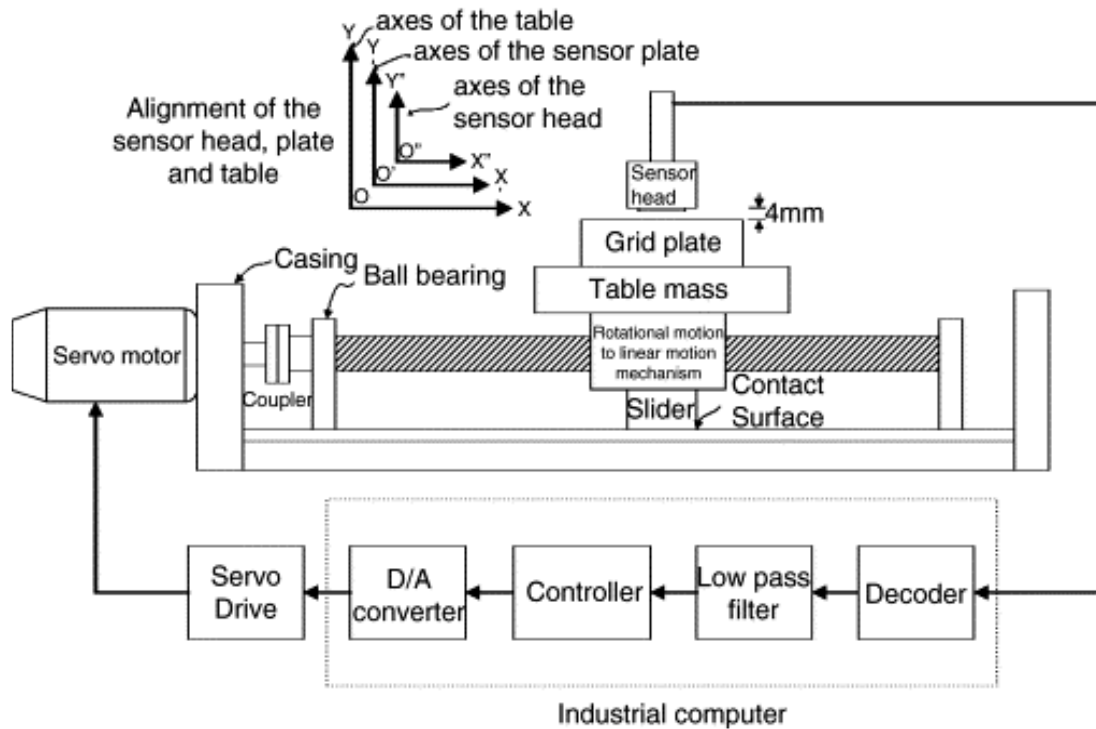 Y axes of the table
Y axes of the sensor plate
Y" axes of the
sensor head
Alignment of the
sensor head, plate
and table
O" X"
O' X'
O X
Sensor
head
4mm
Grid plate
Casing
Ball bearing
Table mass
Servo motor
Rotational motion
to linear motion
mechanism
Coupler
Slider
Contact
Surface
Servo
Drive
D/A
converter
Controller
Low pass
filter
Decoder
Industrial computer